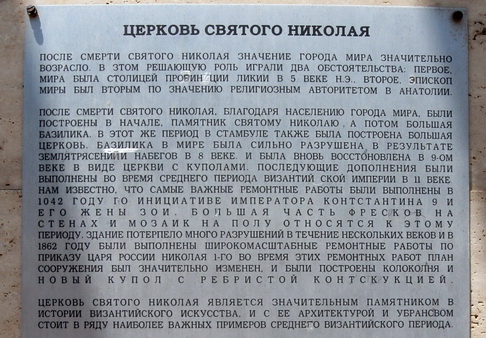 ЦЕРКОВЬ СВЯТОГО НИКОЛАЯ
ПОСЛЕ СМЕРТИ СВЯТОГО НИКОЛАЯ ЗНАЧЕНИЕ ГОРОДА МИРА ЗНАЧИТЕЛЬНО
ВОЗРАСЛО. В ЭТОМ РЕШАЮЩУЮ РОЛЬ ИГРАЛИ ДВА ОБСТОЯТЕЛЬСТВА: ПЕРВОЕ,
МИРА БЫЛА СТОЛИЦЕЙ ПРОВИНЦИИ ЛИКИИ В 5 ВЕКЕ Н.Э.. ВТОРОЕ, ЭПИСКОП
МИРЫ БЫЛ ВТОРЫМ ПО ЗНАЧЕНИЮ РЕЛИГИОЗНЫМ АВТОРИТЕТОМ В АНАТОЛИИ.
ПОСЛЕ СМЕРТИ СВЯТОГО НИКОЛАЯ, БЛАГОДАРЯ НАСЕЛЕНИЮ ГОРОДА МИРА, БЫЛИ
ПОСТРОЕНЫ В НАЧАЛЕ, ПАМЯТНИК СВЯТОМУ НИКОЛАЮ, А ПОТОМ БОЛЬШАЯ
БАЗИЛИКА. В ЭТОТ ЖЕ ПЕРИОД В СТАМБУЛЕ ТАКЖЕ БЫЛА ПОСТРОЕНА БОЛЬШАЯ
ЦЕРКОВЬ. БАЗИЛИКА В МИРЕ БЫЛА СИЛЬНО РАЗРУШЕНА В РЕЗУЛЬТАТЕ
ЗЕМЛЯТРЯСЕНИЙ И НАБЕГОВ В 8 ВЕКЕ. И БЫЛА ВНОВЬ ВОССТОНОВЛЕНА В 9-ОМ
ВЕКЕ В ВИДЕ ЦЕРКВИ С КУПОЛАМИ. ПОСЛЕДУЮЩИЕ ДОПОЛНЕНИЯ БЫЛИ
ВЫПОЛНЕНЫ ВО ВРЕМЯ СРЕДНЕГО ПЕРИОДА ВИЗАНТИЙ СКОЙ ИМПЕРИИ В 11 ВЕКЕ.
НАМ ИЗВЕСТНО, ЧТО САМЫЕ ВАЖНЫЕ РЕМОНТНЫЕ РАБОТЫ БЫЛИ ВЫПОЛНЕНЫ В
1042 ГОДУ ГО ИНИЦИАТИВЕ ИМПЕРАТОРА КОНТСТАНТИНА 9 И
ЕГО ЖЕНЫ ЗОИ. БОЛЬШАЯ ЧАСТЬ ФРЕСКОВ НА
СТЕНАХ И МОЗАИК НА ПОЛУ ОТНОСЯТСЯ К ЭТОМУ
ПЕРИОДУ. ЗДАНИЕ ПОТЕРПЕЛО МНОГО РАЗРУШЕНИЙ В ТЕЧЕНИЕ НЕСКОЛЬКИХ ВЕКОВ И В
1862 ГОДУ БЫЛИ ВЫПОЛНЕНЫ ШИРОКОМАСШТАБНЫЕ РЕМОНТНЫЕ РАБОТЫ ПО
ПРИКАЗУ ЦАРЯ РОССИИ НИКОЛАЯ 1-ГО ВО ВРЕМЯ ЭТИХ РЕМОНТНЫХ РАБОТ ПЛАН
СООРУЖЕНИЯ БЫЛ ЗНАЧИТЕЛЬНО ИЗМЕНЕН, И БЫЛИ ПОСТРОЕНЫ КОЛОКОЛНЯ И
НОВЫЙ КУПОЛ С РЕБРИСТОЙ КОНТСКУКЦИЕЙ.
ЦЕРКОВЬ СВЯТОГО НИКОЛАЯ ЯВЛЯЕТСЯ ЗНАЧИТЕЛЬНЫМ ПАМЯТНИКОМ В
ИСТОРИИ ВИЗАНТИЙСКОГО ИСКУССТВА, И С ЕЕ АРХИТЕКТУРОЙ И УБРАНСВОМ
СТОИТ В РЯДУ НАИБОЛЕЕ ВАЖНЫХ ПРИМЕРОВ СРЕДНЕГО ВИЗАНТИЙСКОГО ПЕРИОДА.